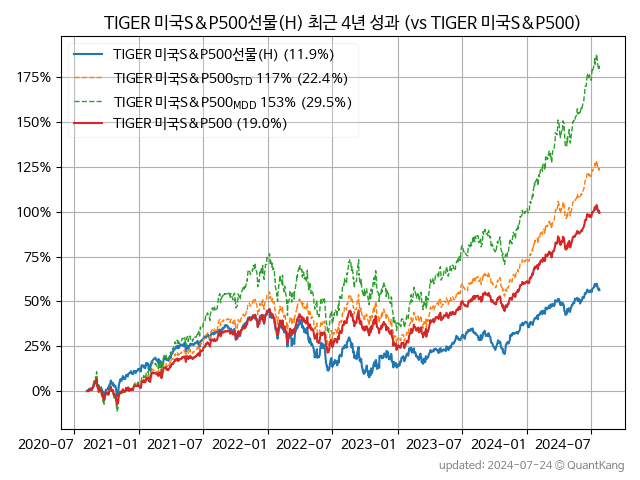 TIGER 미국S&P500선물(H) 최근 4년 성과 (vs TIGER 미국S&P500)
TIGER 미국S&P500선물(H) (11.9%)
TIGER 미국S&P500STD 117% (22.4%)
TIGER 미국S&P500MDD 153% (29.5%)
TIGER 미국S&P500 (19.0%)
175%
150%
125%
100%
75%
50%
25%
0%
2020-07 2021-01 2021-07 2022-01 2022-07 2023-01 2023-07 2024-01 2024-07
updated: 2024-07-24 © QuantKang